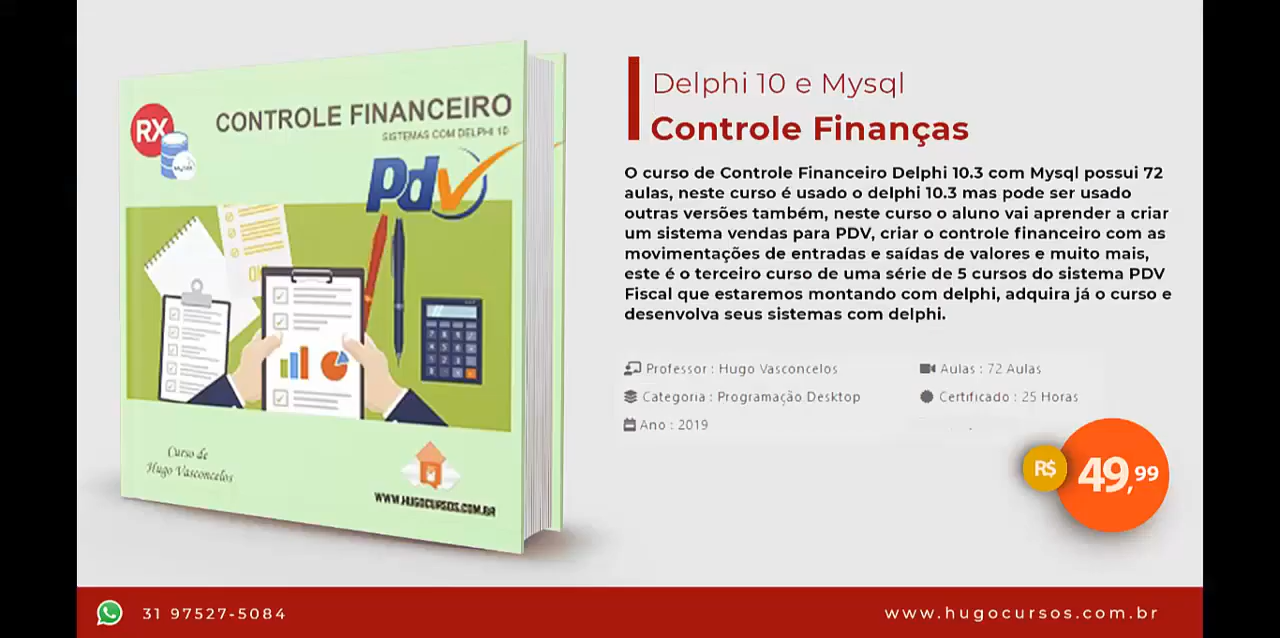 RX
MySQL
CONTROLE FINANCEIRO
SISTEMAS COM DELPHI 10
Pdv
Curso de
Hugo Vasconcelos
WWW.HUGOCURSOS.COM.BR
Delphi 10 e Mysql
Controle Finanças
O curso de Controle Financeiro Delphi 10.3 com Mysql possui 72
aulas, neste curso é usado o delphi 10.3 mas pode ser usado
outras versões também, neste curso o aluno vai aprender a criar
um sistema vendas para PDV, criar o controle financeiro com as
movimentações de entradas e saídas de valores e muito mais,
este é o terceiro curso de uma série de 5 cursos do sistema PDV
Fiscal que estaremos montando com delphi, adquira já o curso e
desenvolva seus sistemas com delphi.
Professor : Hugo Vasconcelos
Aulas : 72 Aulas
Categoria : Programação Desktop
Certificado : 25 Horas
Ano : 2019
R$ 49,99
31 97527-5084
www.hugocursos.com.br